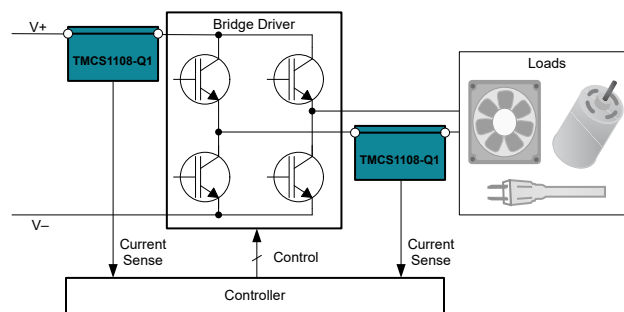 V+
TMCS1108-Q1
Bridge Driver
Loads
TMCS1108-Q1
V–
Current
Sense
Control
Current
Sense
Controller